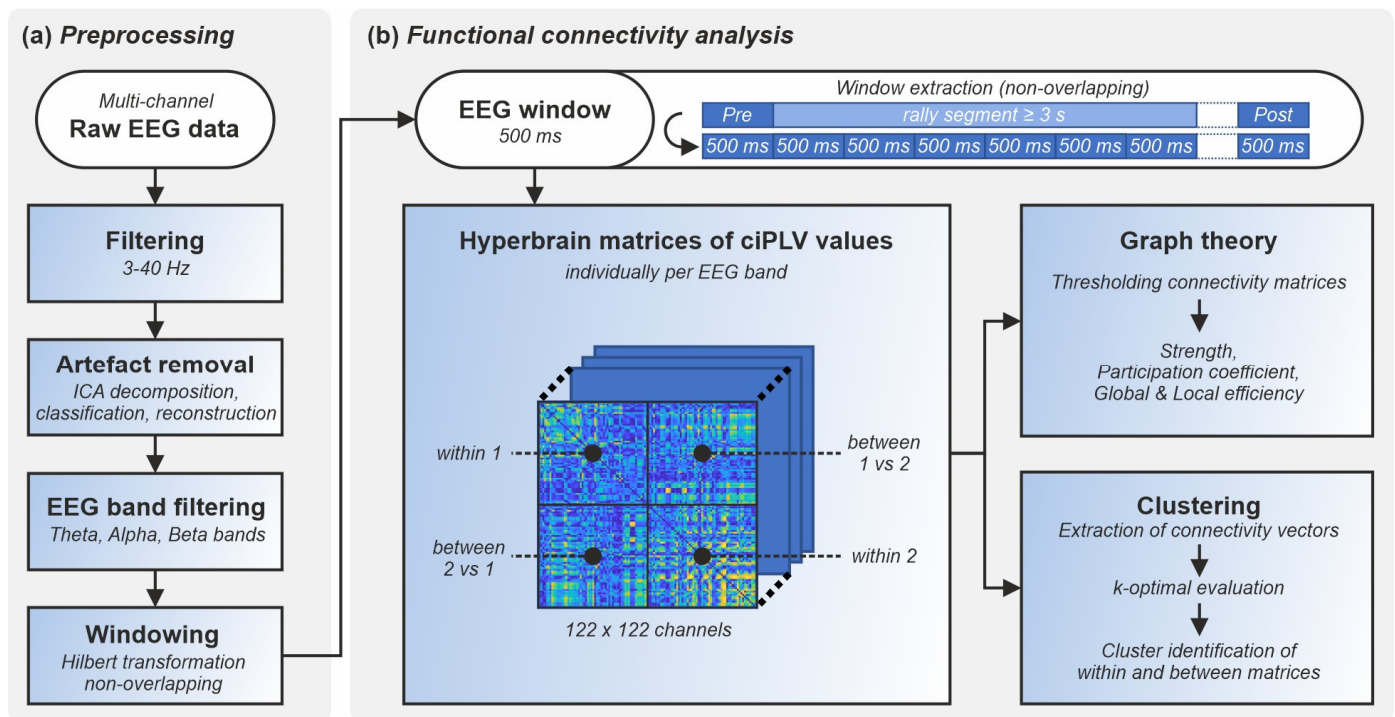 (a) Preprocessing
Multi-channel
Raw EEG data
Filtering
3-40 Hz
Artefact removal
ICA decomposition,
classification, reconstruction
EEG band filtering
Theta, Alpha, Beta bands
Windowing
Hilbert transformation
non-overlapping
(b) Functional connectivity analysis
EEG window
500 ms
Window extraction (non-overlapping)
Pre rally segment ≥ 3 s Post
500 ms 500 ms 500 ms 500 ms 500 ms 500 ms 500 ms 500 ms
Hyperbrain matrices of ciPLV values
individually per EEG band
within 1
between
1 vs 2
between
2 vs 1
within 2
122 x 122 channels
Graph theory
Thresholding connectivity matrices
Strength,
Participation coefficient,
Global & Local efficiency
Clustering
Extraction of connectivity vectors
k-optimal evaluation
Cluster identification of
within and between matrices